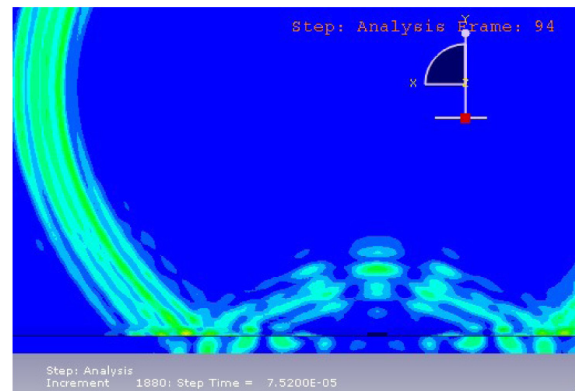 Step: Analysis Frame: 94
Y
X
Z
Step: Analysis
Increment 1880: Step Time = 7.5200E-05